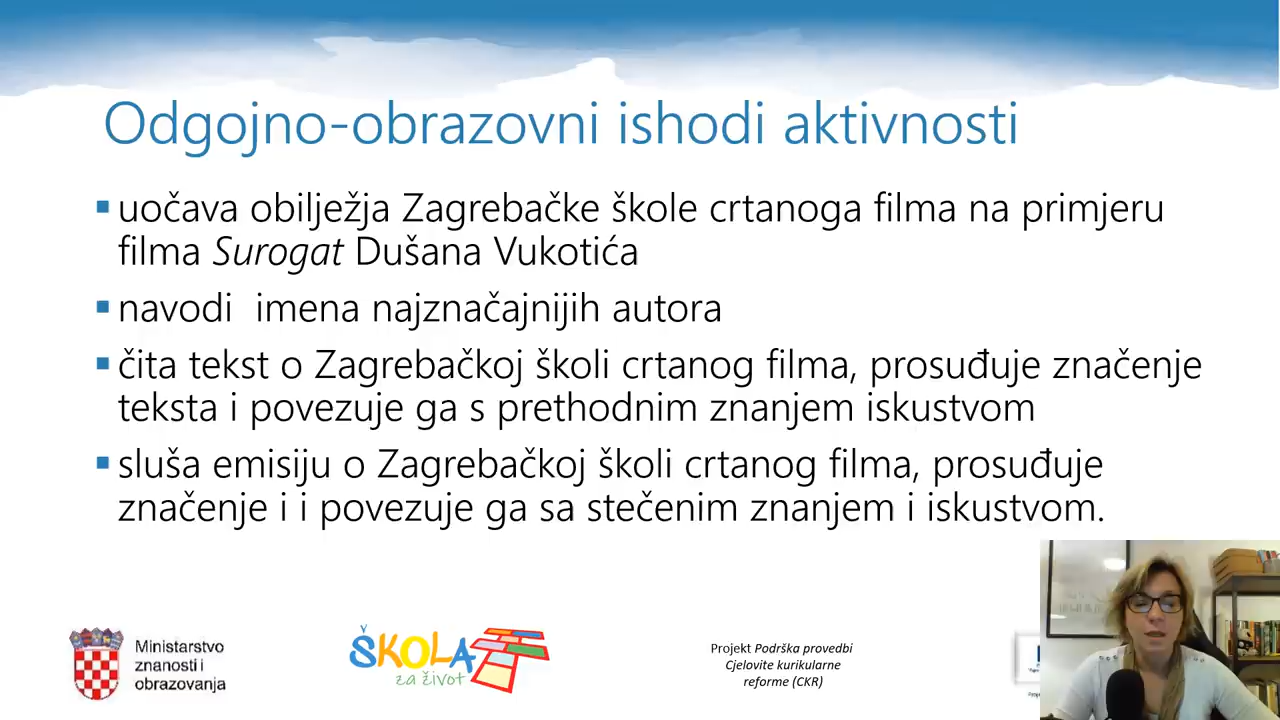 Odgojno-obrazovni ishodi aktivnosti
uočava obilježja Zagrebačke škole crtanoga filma na primjeru
filma Surogat Dušana Vukotića
navodi  imena najznačajnijih autora
čita tekst o Zagrebačkoj školi crtanog filma, prosuđuje značenje
teksta i povezuje ga s prethodnim znanjem iskustvom
sluša emisiju o Zagrebačkoj školi crtanog filma, prosuđuje
značenje i i povezuje ga sa stečenim znanjem i iskustvom.
Ministarstvo
znanosti i
obrazovanja
ŠKOLA
za život
Projekt Podrška provedbi
Cjelovite kurikularne
reforme (CKR)